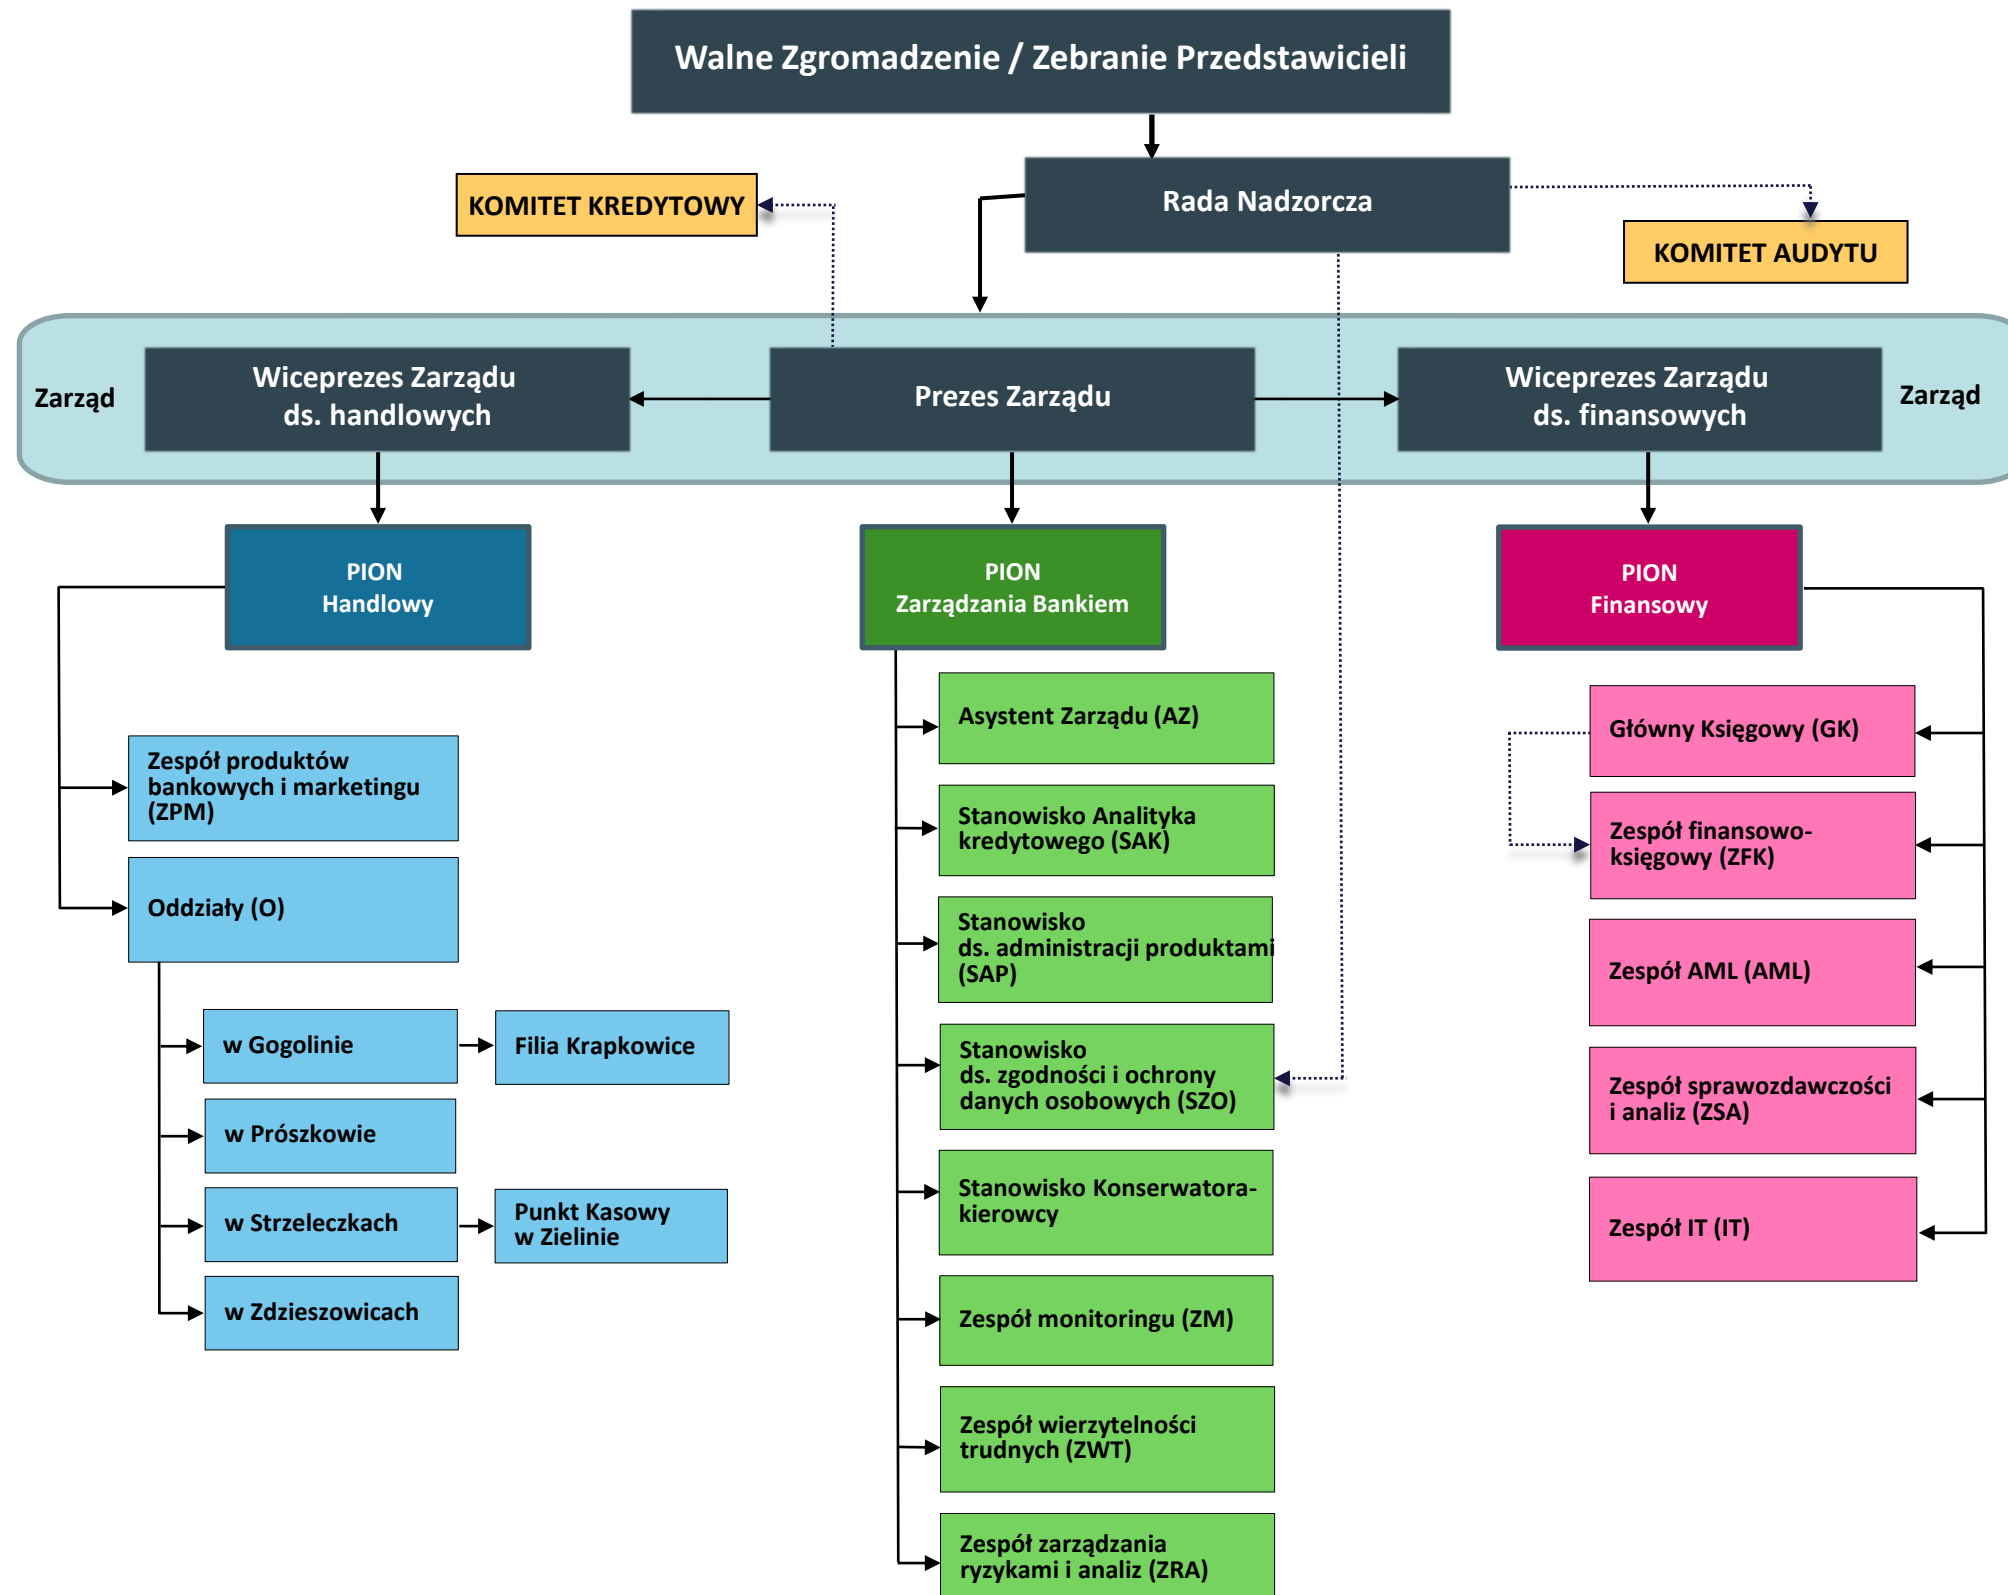 Walne Zgromadzenie / Zebranie Przedstawicieli
Rada Nadzorcza
KOMITET KREDYTOWY
KOMITET AUDYTU
Zarząd
Wiceprezes Zarządu
ds. handlowych
Prezes Zarządu
Wiceprezes Zarządu
ds. finansowych
Zarząd
PION
Handlowy
Zespół produktów
bankowych i marketingu
(ZPM)
Oddziały (O)
w Gogolinie
Filia Krapkowice
w Prószkowie
w Strzeleczkach
Punkt Kasowy
w Zielinie
w Zdzieszowicach
PION
Zarządzania Bankiem
Asystent Zarządu (AZ)
Stanowisko Analityka
kredytowego (SAK)
Stanowisko
ds. administracji produktami
(SAP)
Stanowisko
ds. zgodności i ochrony
danych osobowych (SZO)
Stanowisko Konserwatora-
kierowcy
Zespół monitoringu (ZM)
Zespół wierzytelności
trudnych (ZWT)
Zespół zarządzania
ryzykami i analiz (ZRA)
PION
Finansowy
Główny Księgowy (GK)
Zespół finansowo-
księgowy (ZFK)
Zespół AML (AML)
Zespół sprawozdawczości
i analiz (ZSA)
Zespół IT (IT)